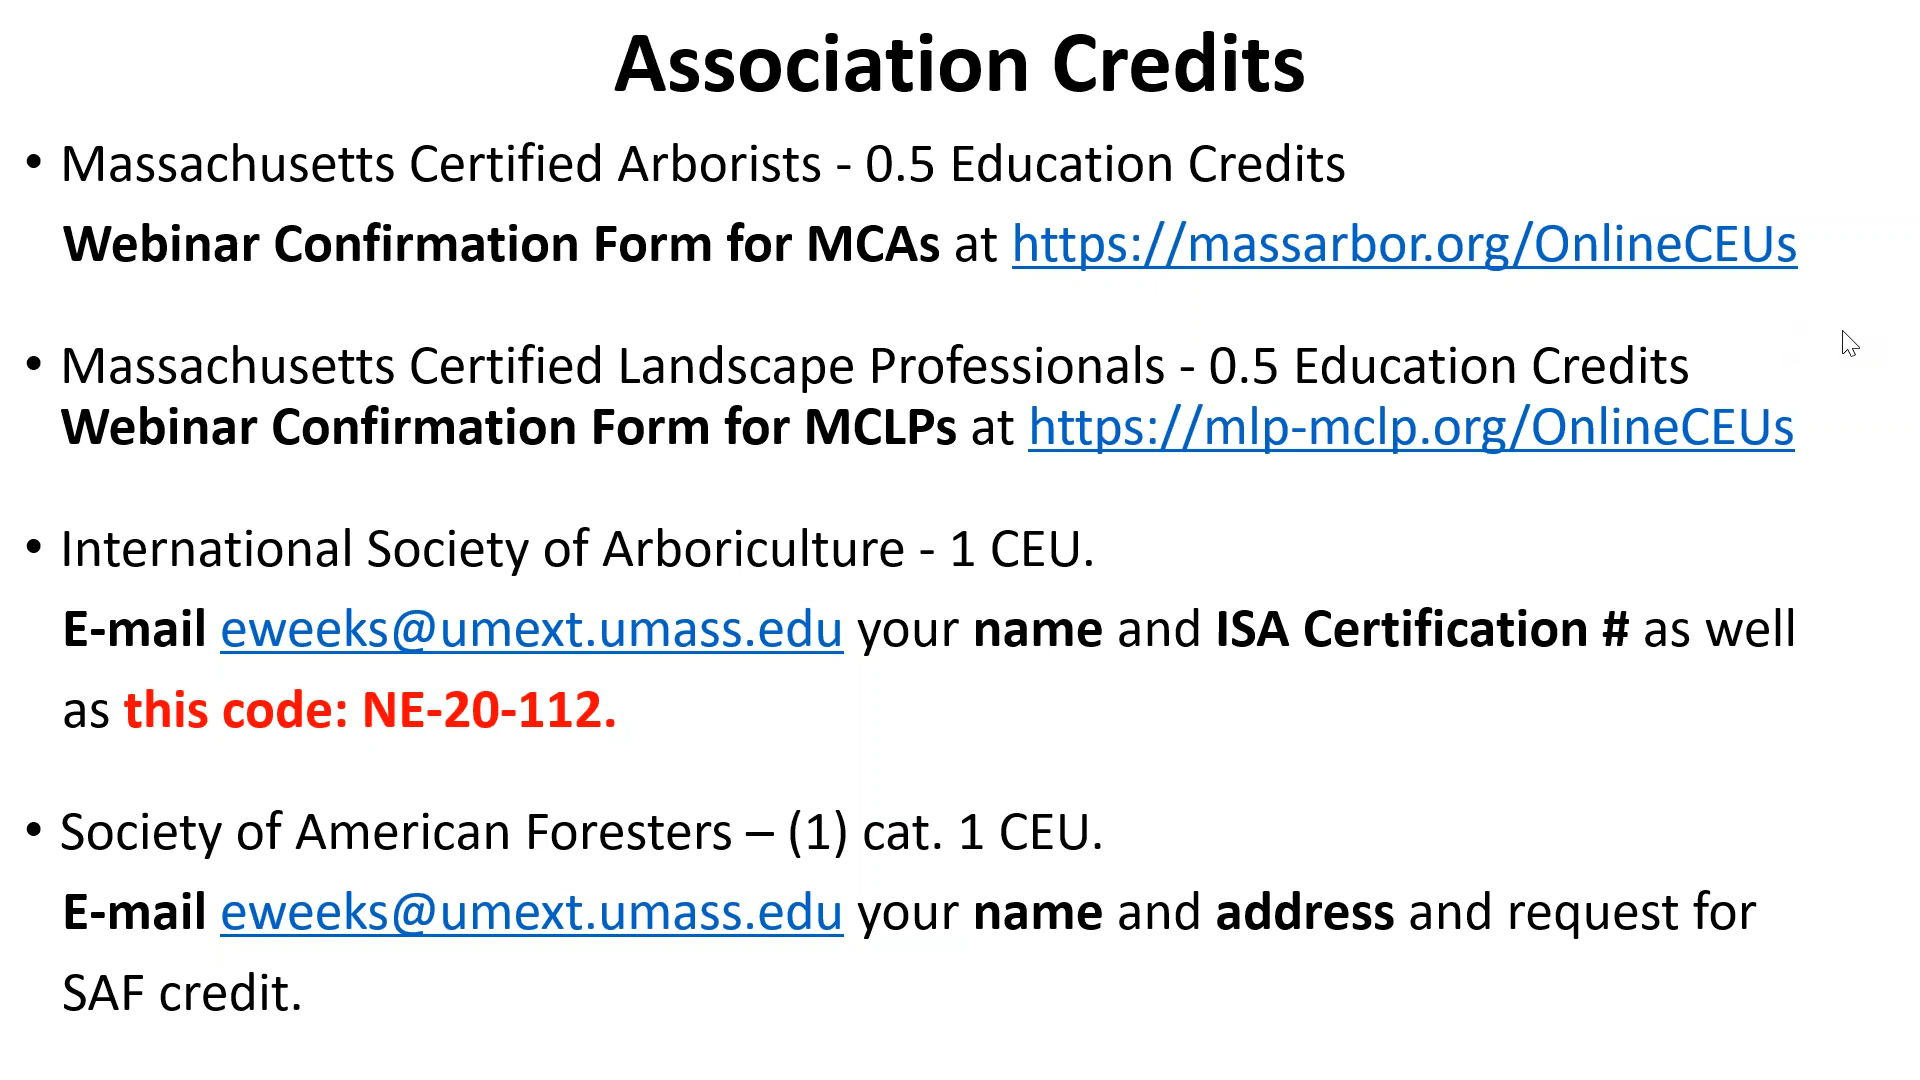 Association Credits
• Massachusetts Certified Arborists - 0.5 Education Credits
Webinar Confirmation Form for MCAs at https://massarbor.org/OnlineCEUs
• Massachusetts Certified Landscape Professionals - 0.5 Education Credits
Webinar Confirmation Form for MCLPs at https://mlp-mclp.org/OnlineCEUs
• International Society of Arboriculture - 1 CEU.
E-mail eweeks@umext.umass.edu your name and ISA Certification # as well
as this code: NE-20-112.
• Society of American Foresters – (1) cat. 1 CEU.
E-mail eweeks@umext.umass.edu your name and address and request for
SAF credit.